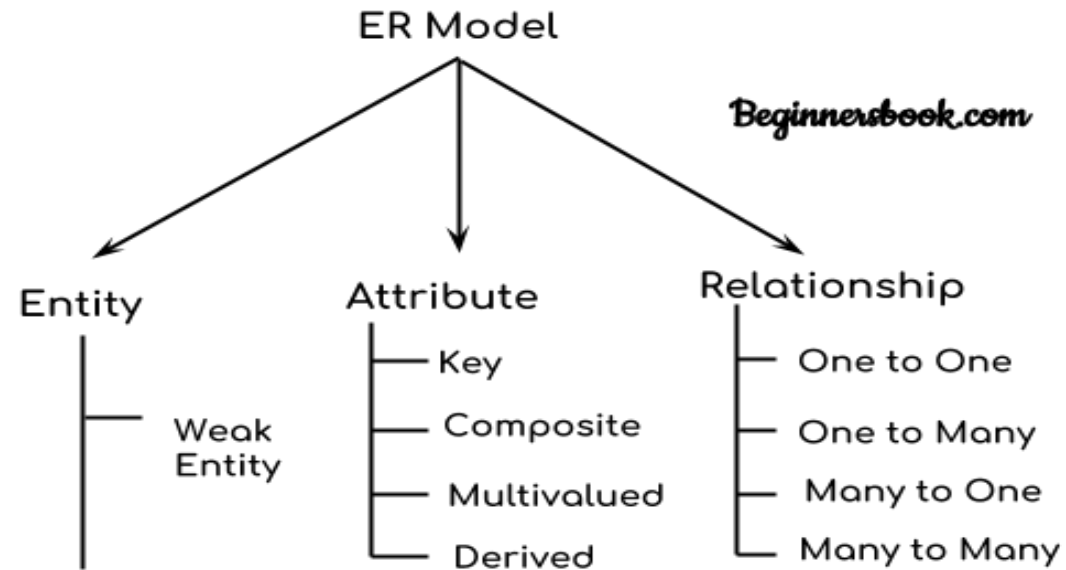 ER Model
Beginnersbook.com
Entity
Weak
Entity
Attribute
Key
Composite
Multivalued
Derived
Relationship
One to One
One to Many
Many to One
Many to Many